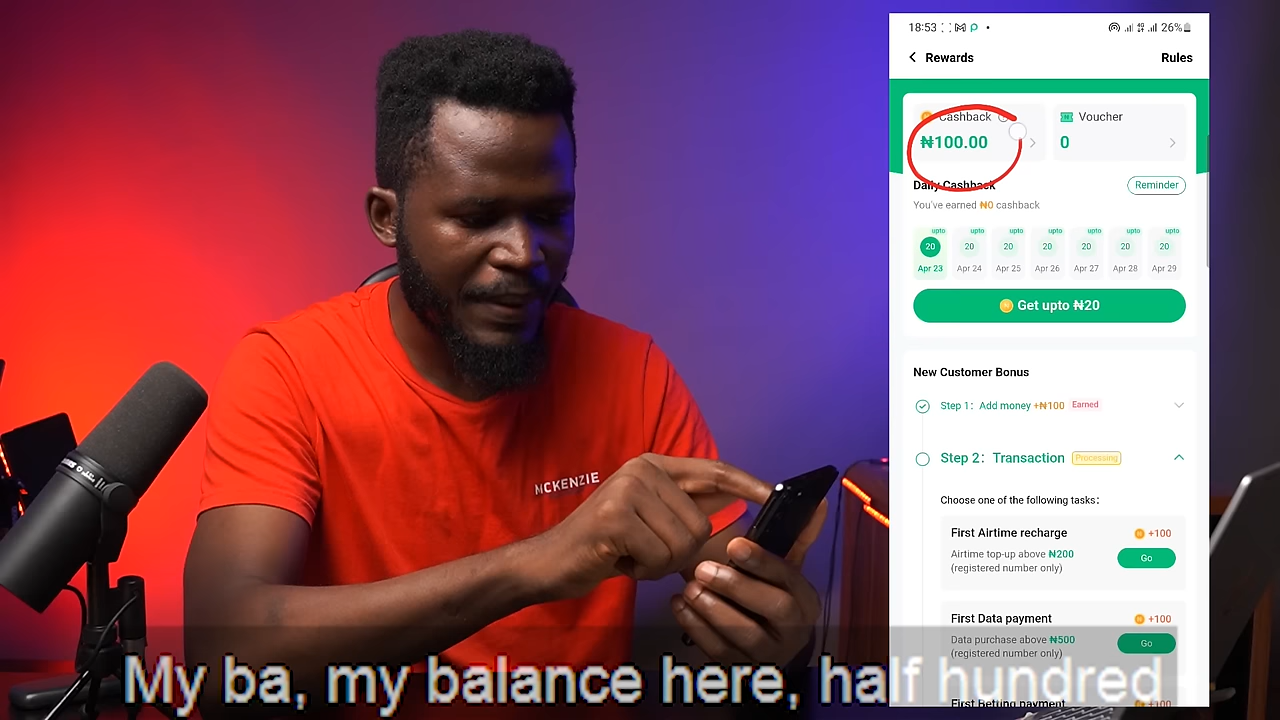 18:53
26%
Rewards
Rules
Cashback
₦100.00
Voucher
0
Daily Cashback
Reminder
You've earned ₦0 cashback
upto upto upto upto upto upto upto
20 20 20 20 20 20 20
Apr 23 Apr 24 Apr 25 Apr 26 Apr 27 Apr 28 Apr 29
Get upto ₦20
New Customer Bonus
Step 1: Add money +₦100 Earned
Step 2: Transaction Processing
Choose one of the following tasks:
First Airtime recharge +100
Airtime top-up above ₦200
(registered number only)
Go
First Data payment +100
Data purchase above ₦500
(registered number only)
Go
First Betting payment +100
MCKENZIE
My ba, my balance here, half hundred